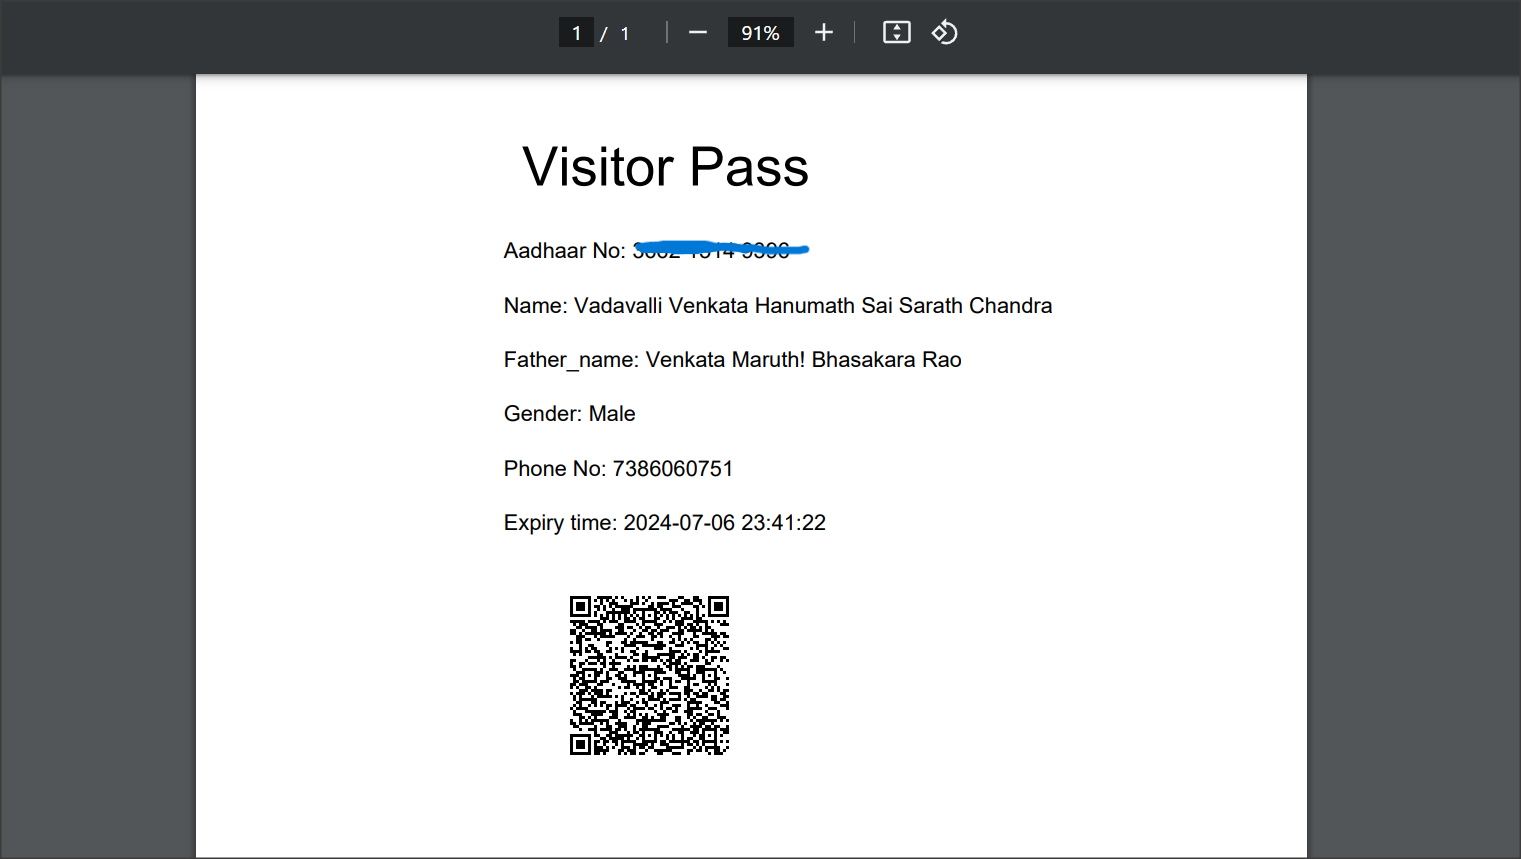 1 / 1
91%
Visitor Pass
Aadhaar No:
Name: Vadavalli Venkata Hanumath Sai Sarath Chandra
Father_name: Venkata Maruth! Bhasakara Rao
Gender: Male
Phone No: 7386060751
Expiry time: 2024-07-06 23:41:22